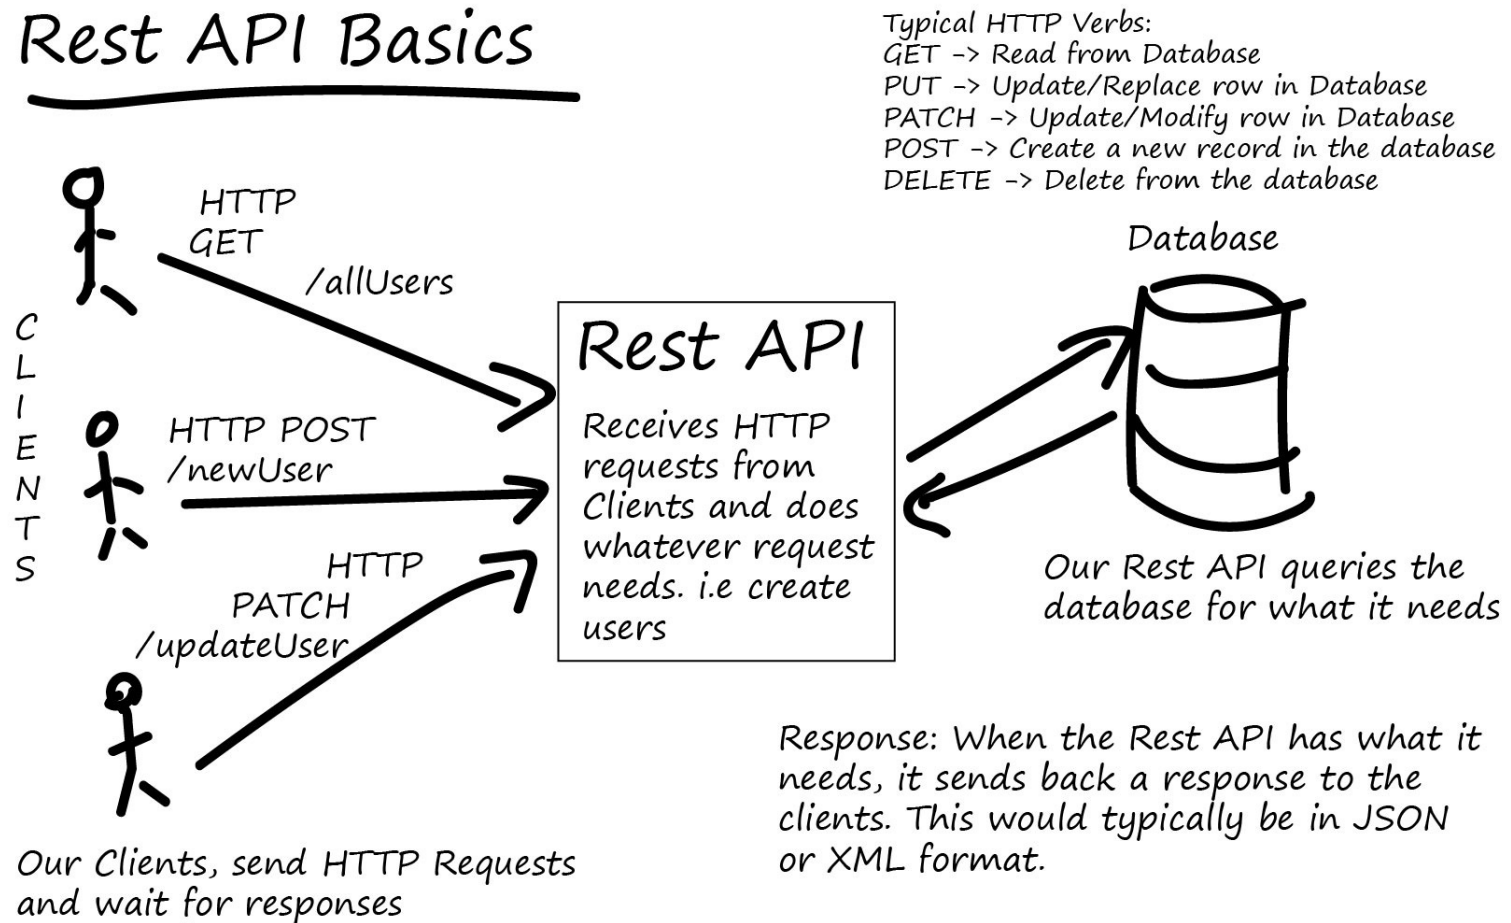 Rest API Basics
Typical HTTP Verbs:
GET -> Read from Database
PUT -> Update/Replace row in Database
PATCH -> Update/Modify row in Database
POST -> Create a new record in the database
DELETE -> Delete from the database
CLIENTS
HTTP
GET
/allUsers
HTTP POST
/newUser
HTTP
PATCH
/updateUser
Our Clients, send HTTP Requests
and wait for responses
Rest API
Receives HTTP
requests from
Clients and does
whatever request
needs. i.e create
users
Database
Our Rest API queries the
database for what it needs
Response: When the Rest API has what it
needs, it sends back a response to the
clients. This would typically be in JSON
or XML format.